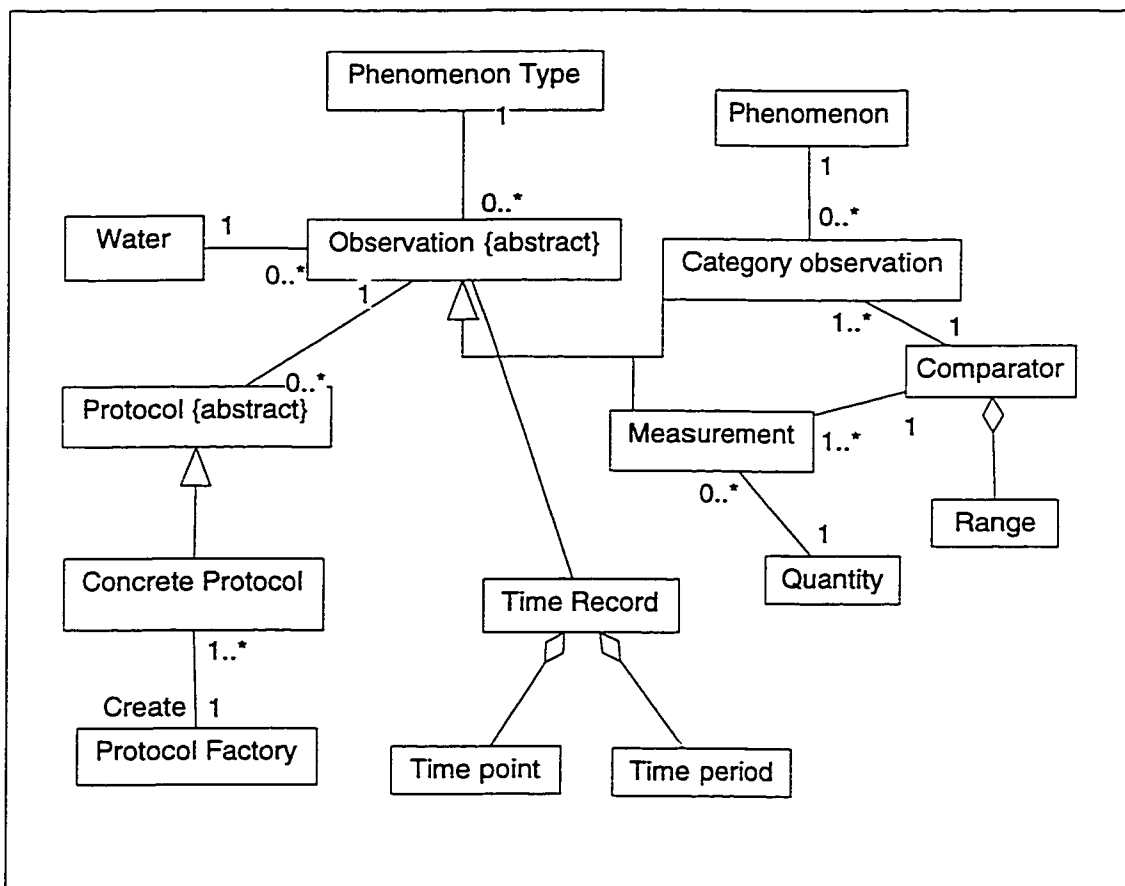 Phenomenon Type
1
Phenomenon
1
0..*
0..*
Water
1
0..*
Observation {abstract}
1
Category observation
1..*
1
Comparator
0..*
Protocol {abstract}
Measurement
1..*
1
0..*
1
Range
Quantity
Concrete Protocol
1..*
Time Record
Create
1
Protocol Factory
Time point
Time period